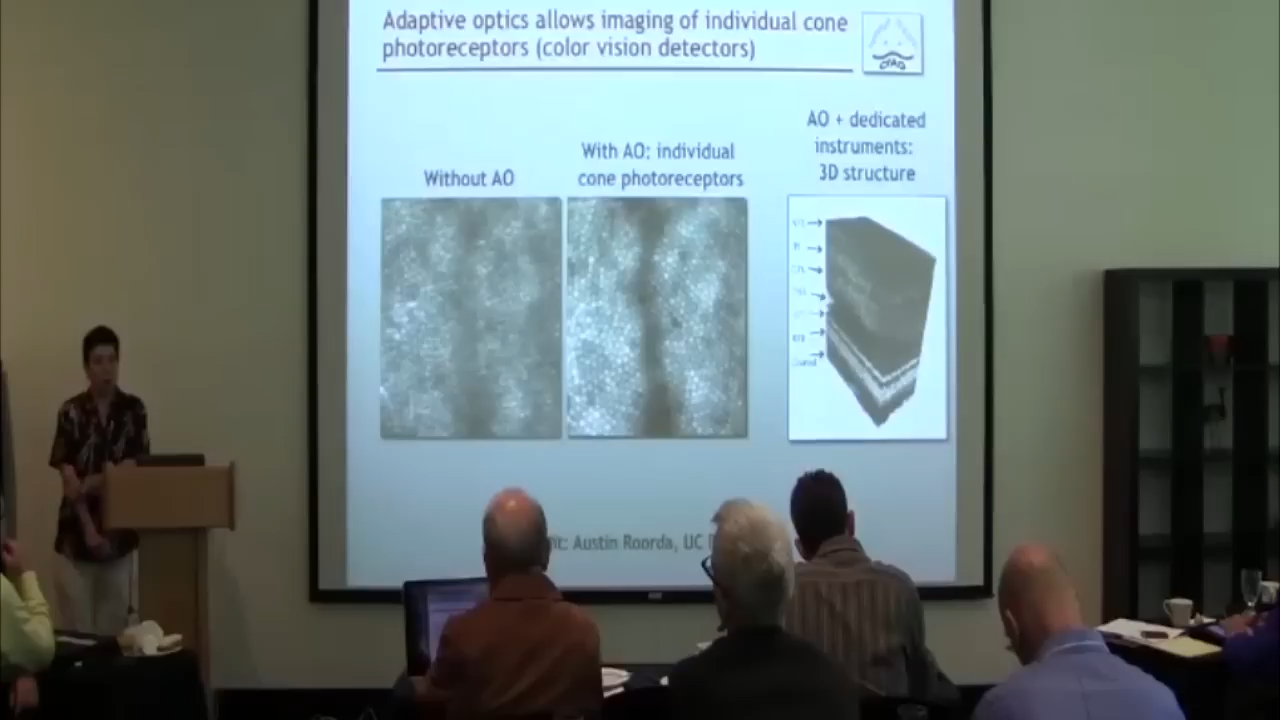 Adaptive optics allows imaging of individual cone
photoreceptors (color vision detectors)
CfAO
AO + dedicated
instruments:
3D structure
With AO: individual
cone photoreceptors
Without AO
Austin Roorda, UC